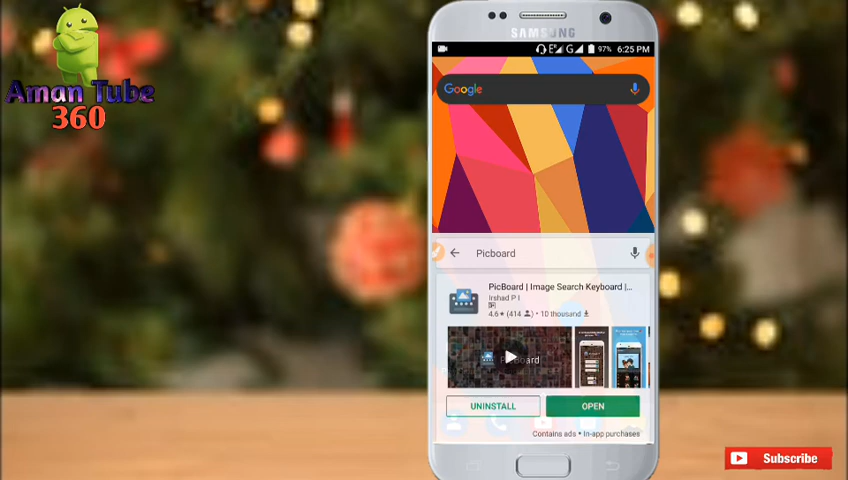 Aman Tube
360
SAMSUNG
97% 6:25 PM
Google
Picboard
PicBoard | Image Search Keyboard |...
Irshad P I
4.6★ (414) • 10 thousand
UNINSTALL
OPEN
Contains ads • In-app purchases
Subscribe